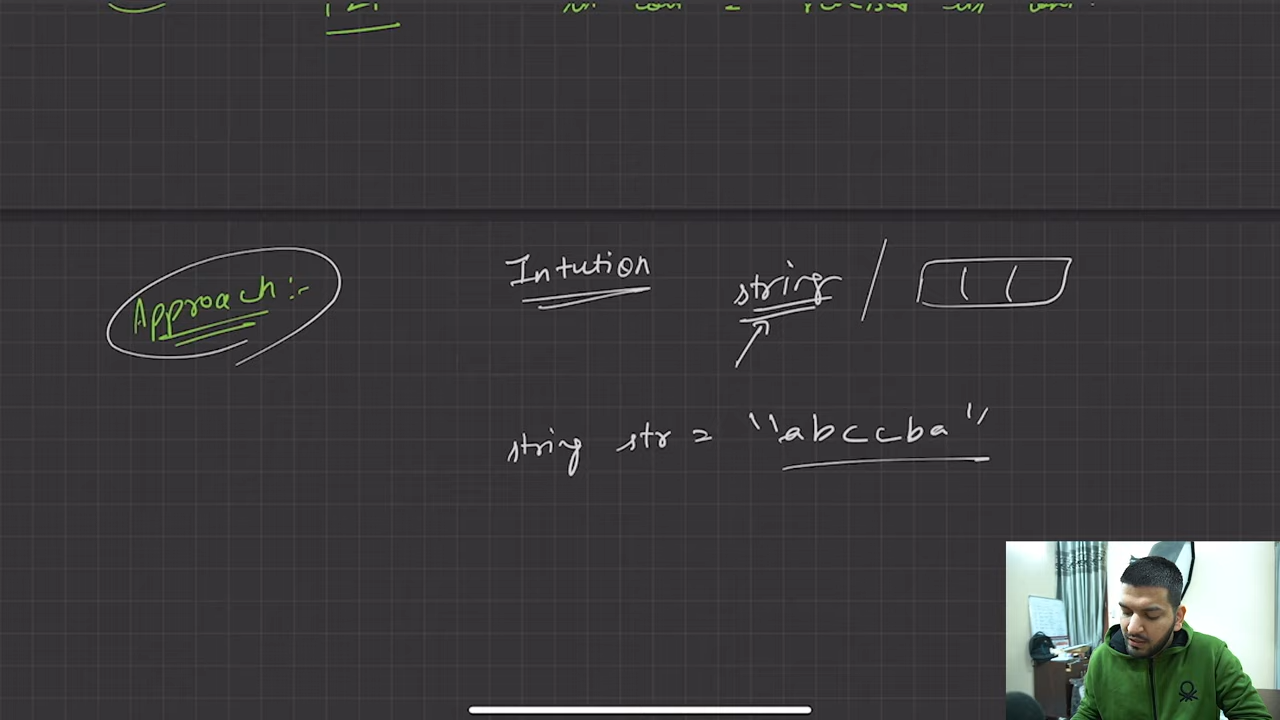 Approach :-
Intution string /
string str = "abccba"